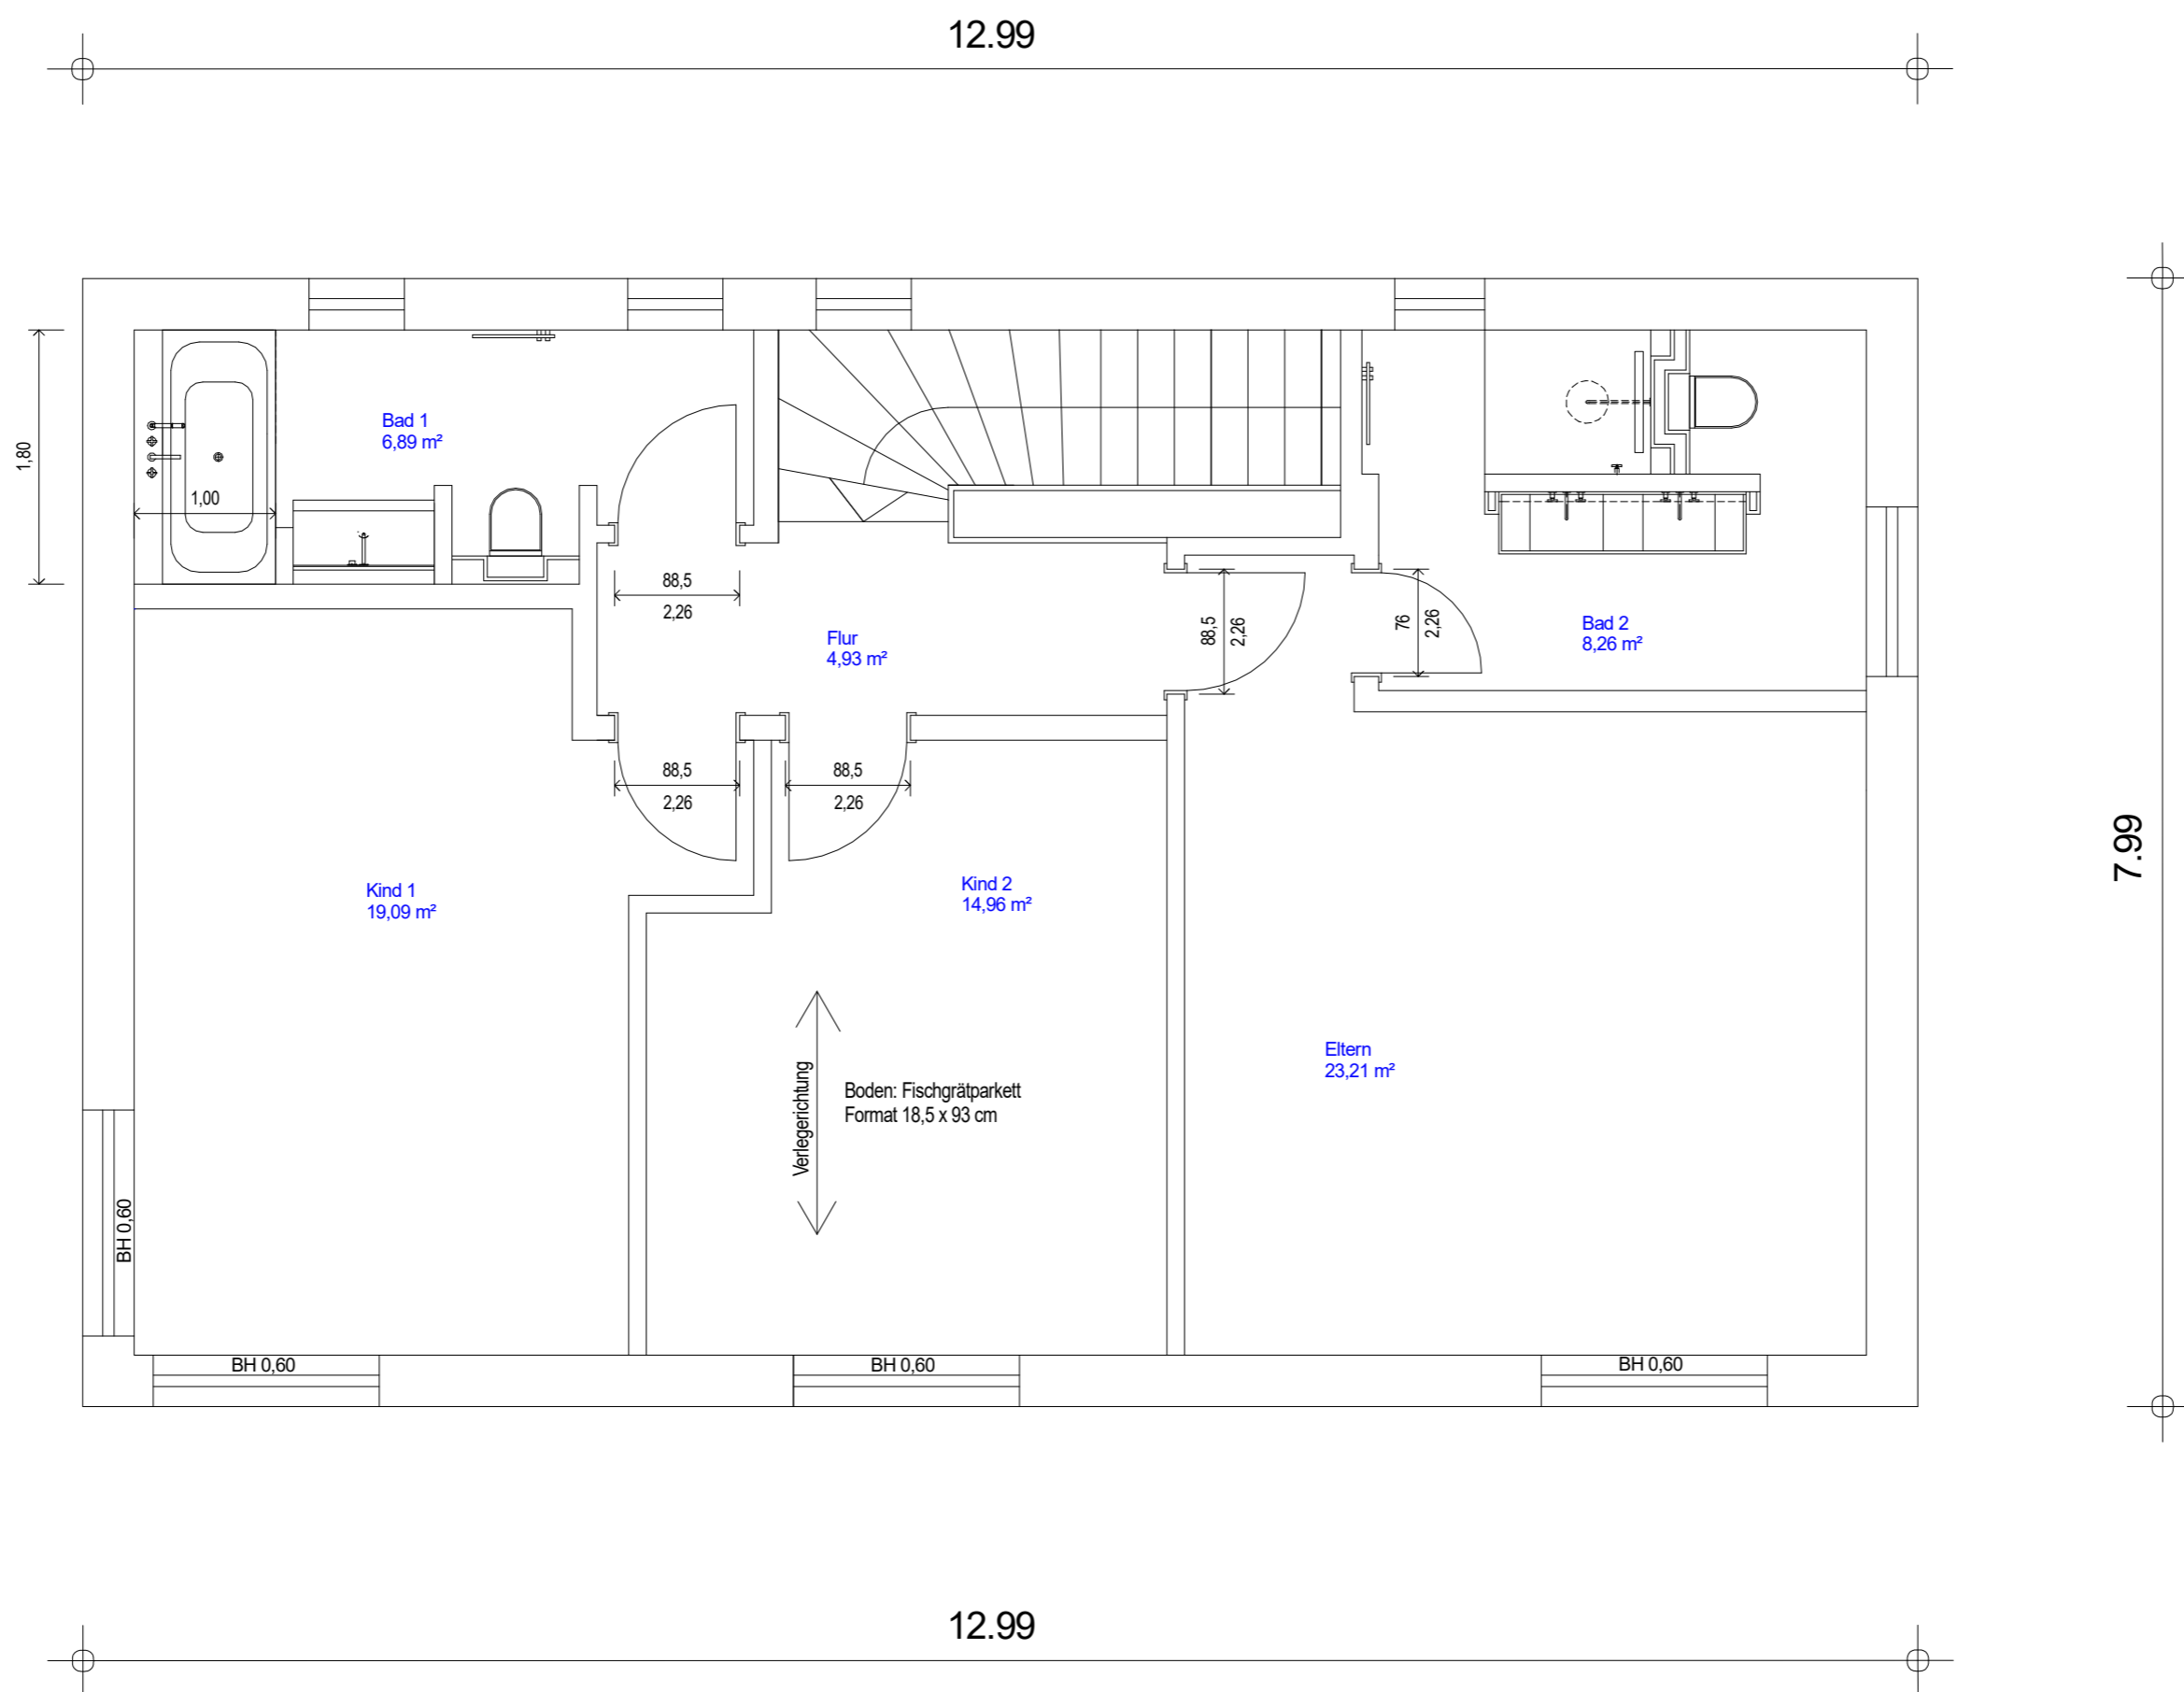 12.99
Bad 1
6,89 m²
1,80
1,00
88,5
2,26
Flur
4,93 m²
88,5
2,26
76
2,26
Bad 2
8,26 m²
88,5
2,26
88,5
2,26
7.99
Kind 1
19,09 m²
Kind 2
14,96 m²
Eltern
23,21 m²
Verlegerichtung
Boden: Fischgrätparkett
Format 18,5 x 93 cm
BH 0,60
BH 0,60
BH 0,60
BH 0,60
12.99